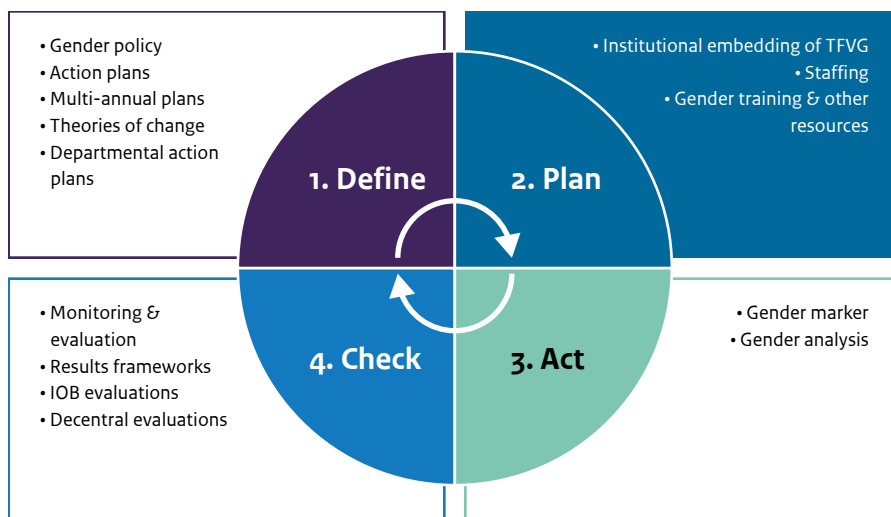 • Gender policy
• Action plans
• Multi-annual plans
• Theories of change
• Departmental action
plans
• Institutional embedding of TFVG
• Staffing
• Gender training & other
resources
1. Define
2. Plan
• Monitoring &
evaluation
• Results frameworks
• IOB evaluations
• Decentral evaluations
• Gender marker
• Gender analysis
4. Check
3. Act